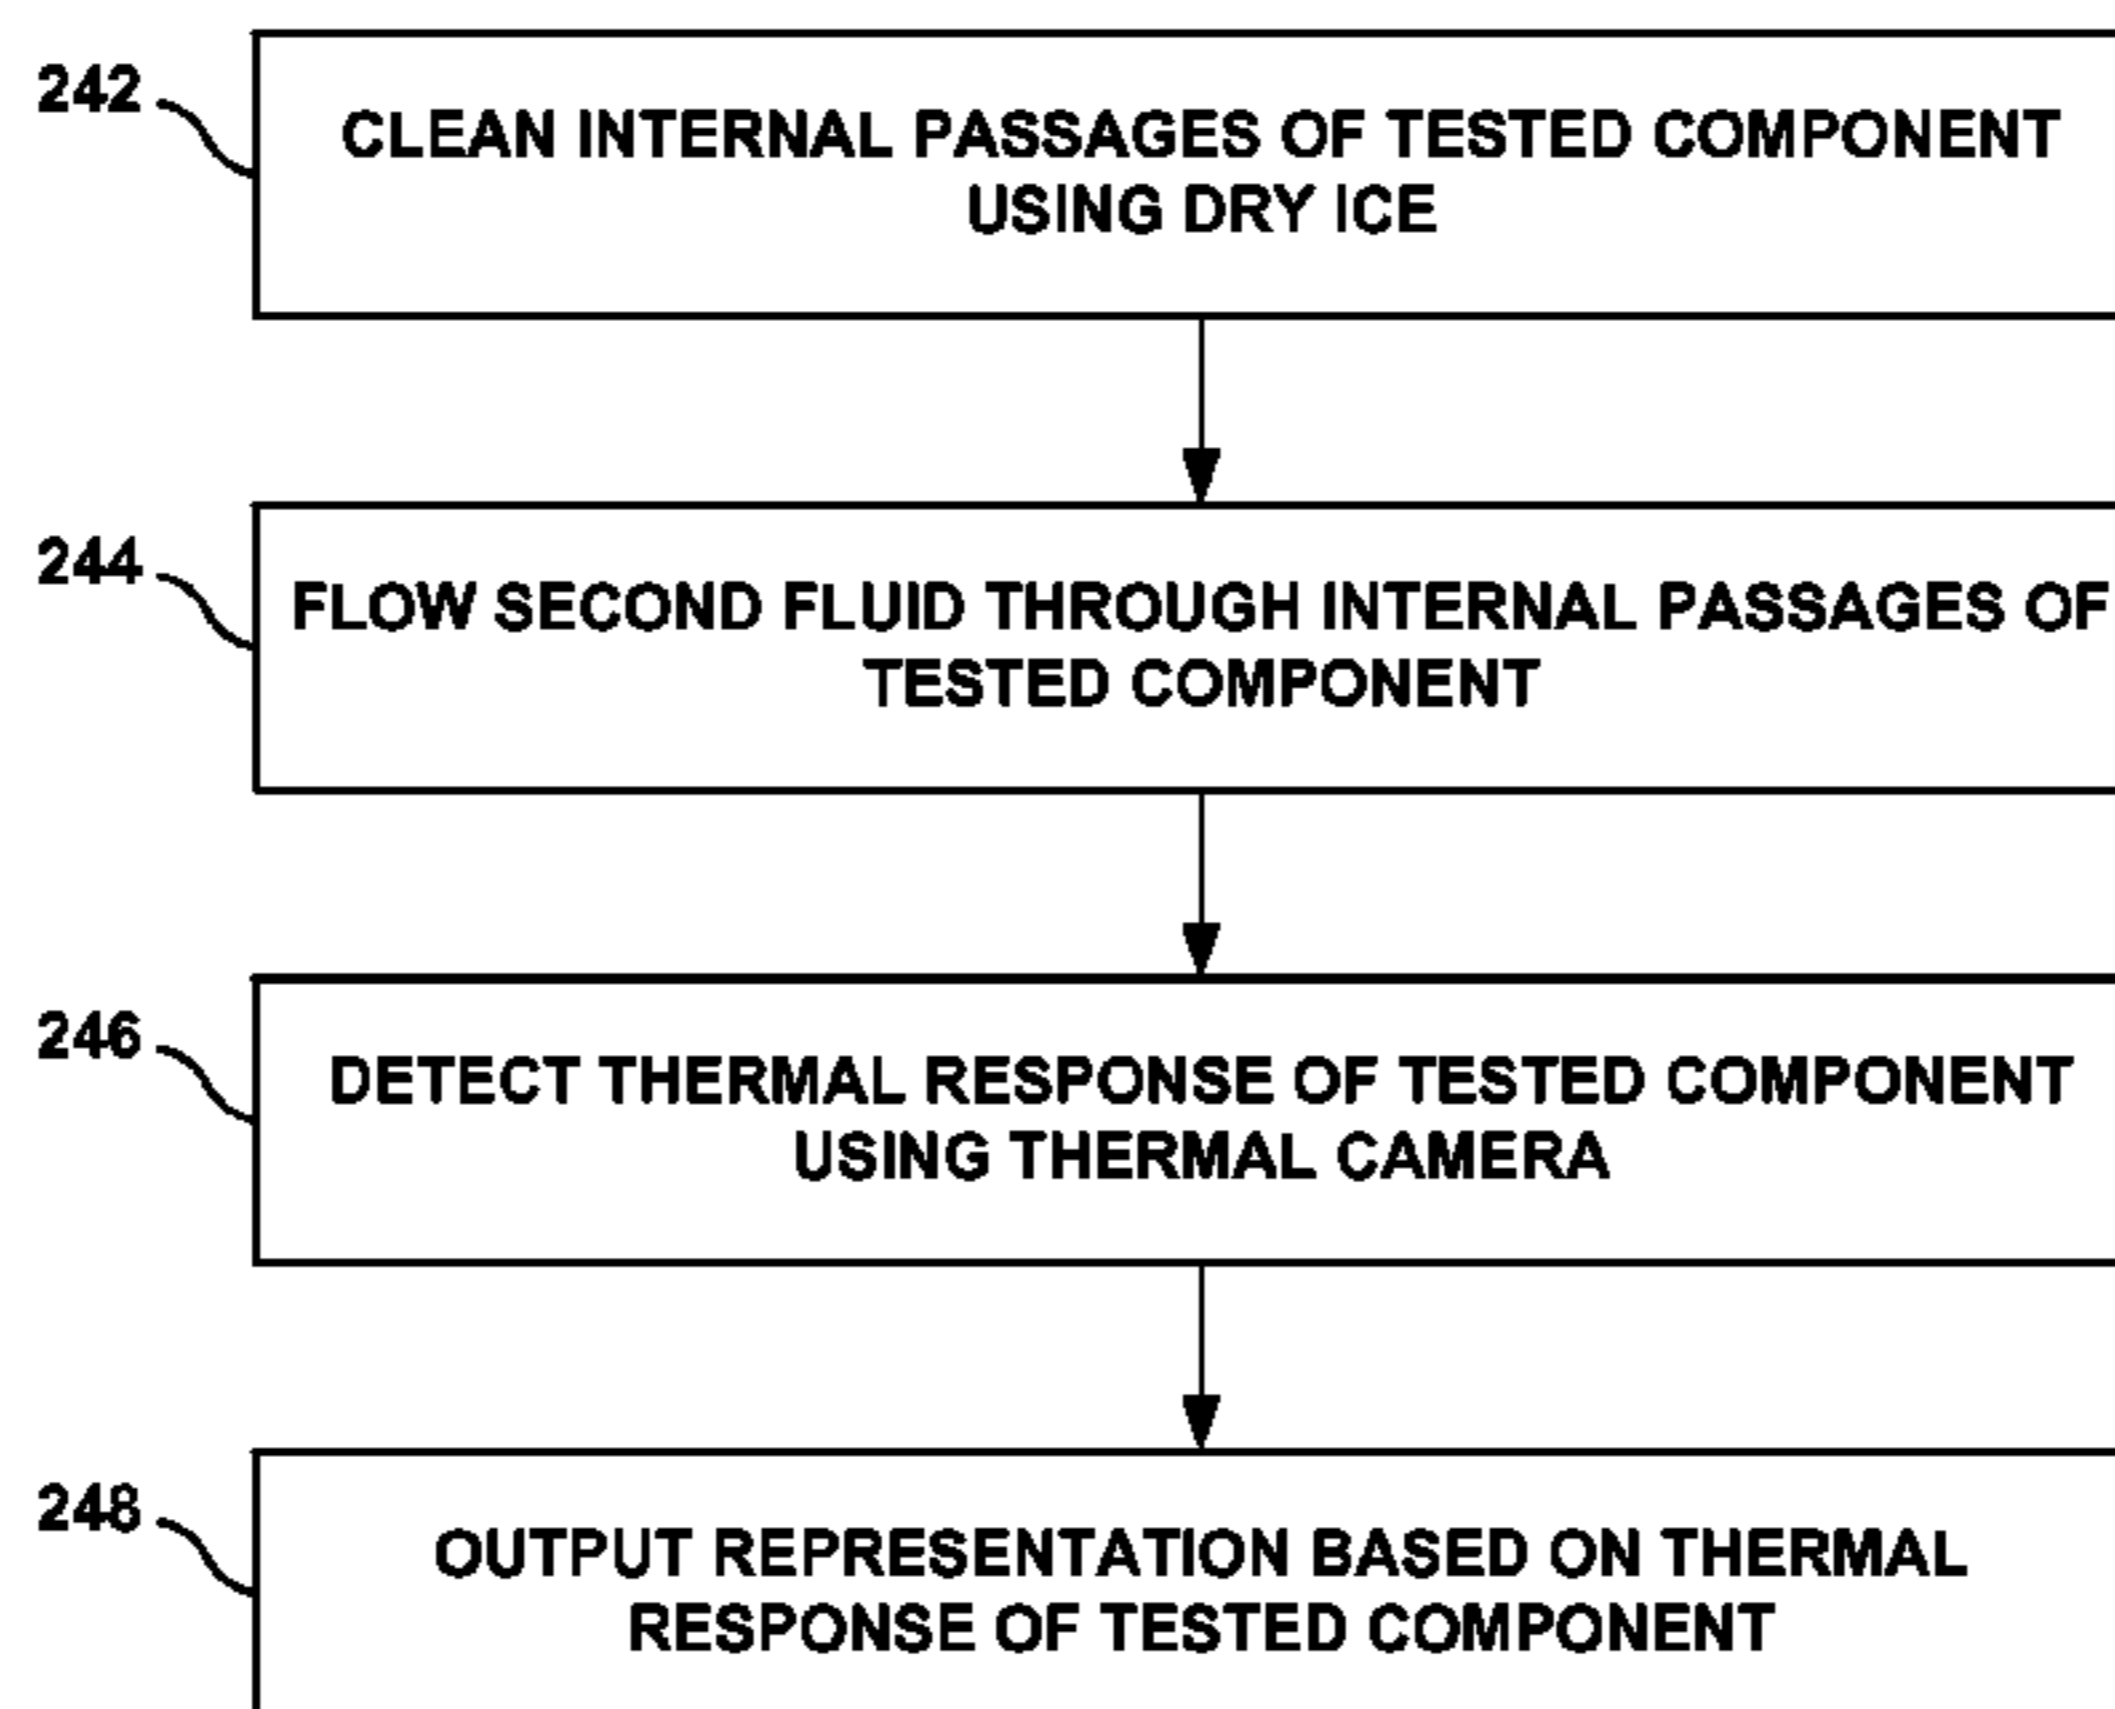 242
CLEAN INTERNAL PASSAGES OF TESTED COMPONENT
USING DRY ICE
244
FLOW SECOND FLUID THROUGH INTERNAL PASSAGES OF
TESTED COMPONENT
246
DETECT THERMAL RESPONSE OF TESTED COMPONENT
USING THERMAL CAMERA
248
OUTPUT REPRESENTATION BASED ON THERMAL
RESPONSE OF TESTED COMPONENT